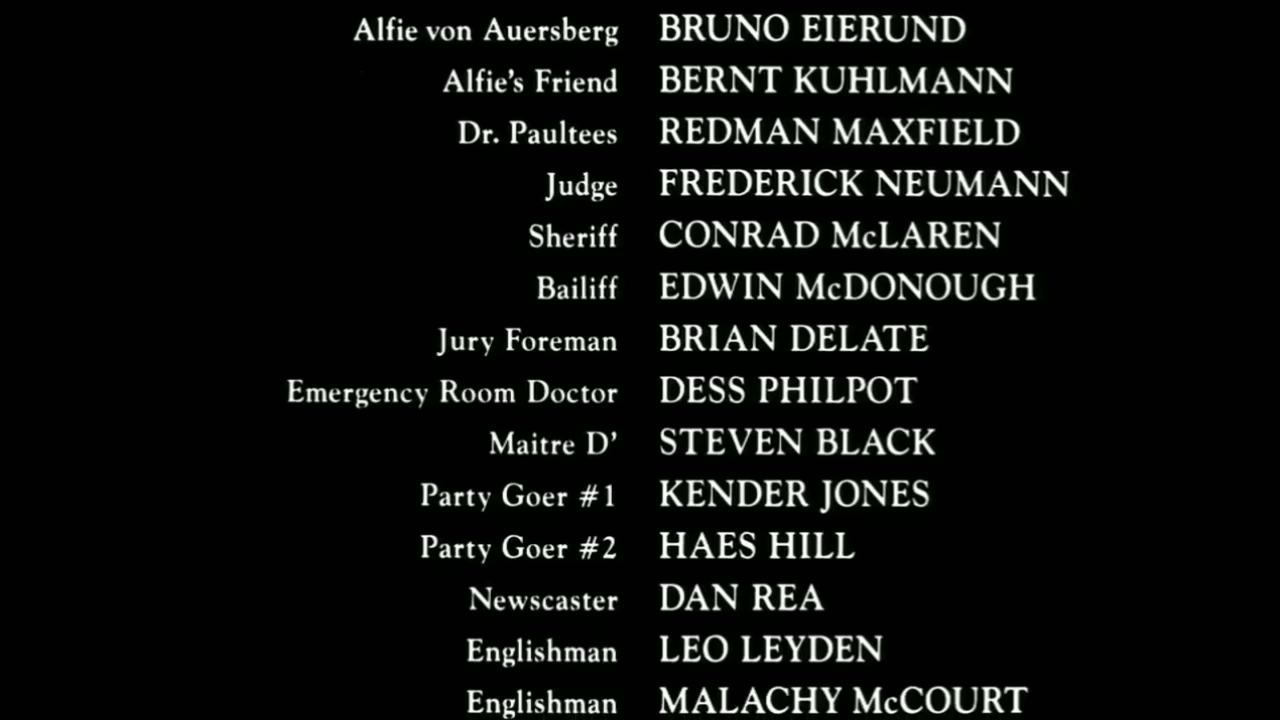 Alfie von Auersberg BRUNO EIERUND
Alfie's Friend BERNT KUHLMANN
Dr. Paultees REDMAN MAXFIELD
Judge FREDERICK NEUMANN
Sheriff CONRAD McLAREN
Bailiff EDWIN McDONOUGH
Jury Foreman BRIAN DELATE
Emergency Room Doctor DESS PHILPOT
Maitre D' STEVEN BLACK
Party Goer #1 KENDER JONES
Party Goer #2 HAES HILL
Newscaster DAN REA
Englishman LEO LEYDEN
Englishman MALACHY McCOURT